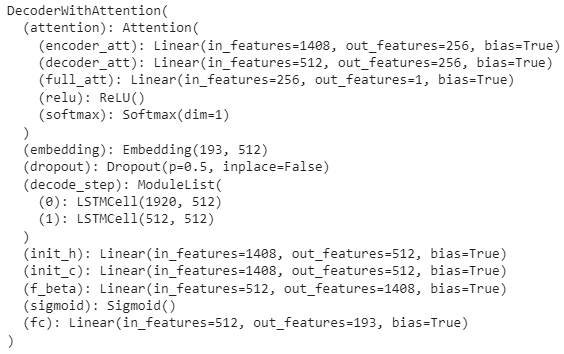 DecoderWithAttention(
  (attention): Attention(
    (encoder_att): Linear(in_features=1408, out_features=256, bias=True)
    (decoder_att): Linear(in_features=512, out_features=256, bias=True)
    (full_att): Linear(in_features=256, out_features=1, bias=True)
    (relu): ReLU()
    (softmax): Softmax(dim=1)
  )
  (embedding): Embedding(193, 512)
  (dropout): Dropout(p=0.5, inplace=False)
  (decode_step): ModuleList(
    (0): LSTMCell(1920, 512)
    (1): LSTMCell(512, 512)
  )
  (init_h): Linear(in_features=1408, out_features=512, bias=True)
  (init_c): Linear(in_features=1408, out_features=512, bias=True)
  (f_beta): Linear(in_features=512, out_features=1408, bias=True)
  (sigmoid): Sigmoid()
  (fc): Linear(in_features=512, out_features=193, bias=True)
)